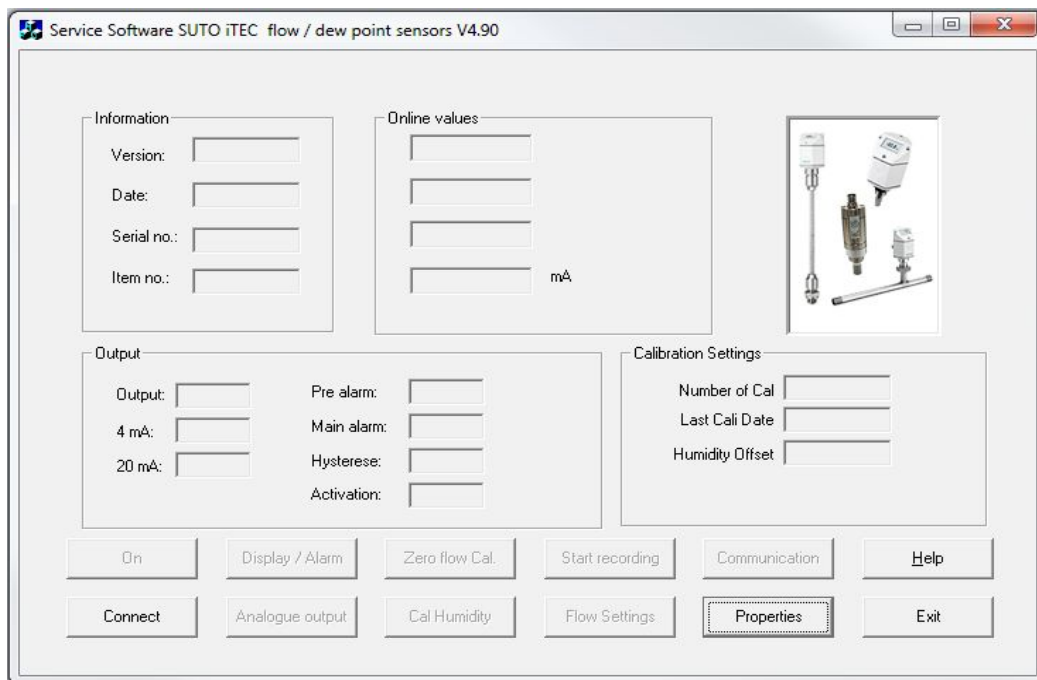 Service Software SUTO iTEC flow / dew point sensors V4.90
Information
Version:
Date:
Serial no.:
Item no.:
Online values
mA
Output
Output:
4 mA:
20 mA:
Pre alarm:
Main alarm:
Hysterese:
Activation:
Calibration Settings
Number of Cal
Last Cali Date
Humidity Offset
On
Display / Alarm
Zero flow Cal.
Start recording
Communication
Help
Connect
Analogue output
Cal Humidity
Flow Settings
Properties
Exit